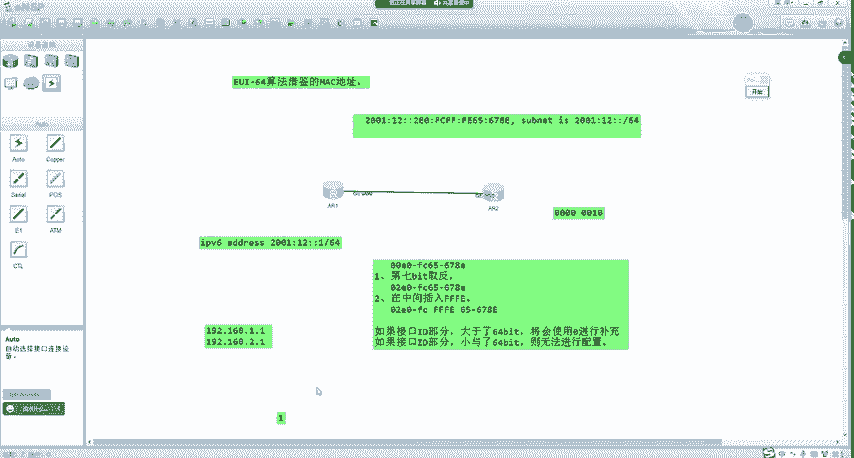 EUI-64算法借鉴的MAC地址。
2001:12::2E0:FCFF:FE65:678E, subnet is 2001:12::/64
AR1
AR2
0000 0010
ipv6 address 2001:12::1/64
00e0-fc65-678e
1、第七bit取反，
02e0-fc65-678e
2、在中间插入FFFE。
02e0-fc FFFE 65-678E
如果接口ID部分，大于了64bit，将会使用0进行补充
如果接口ID部分，小与了64bit，则无法进行配置。
192.168.1.1
192.168.2.1
1
Auto
Copper
Serial
POS
E1
ATM
CTL
Auto
自动选择接口连接设备。
开始